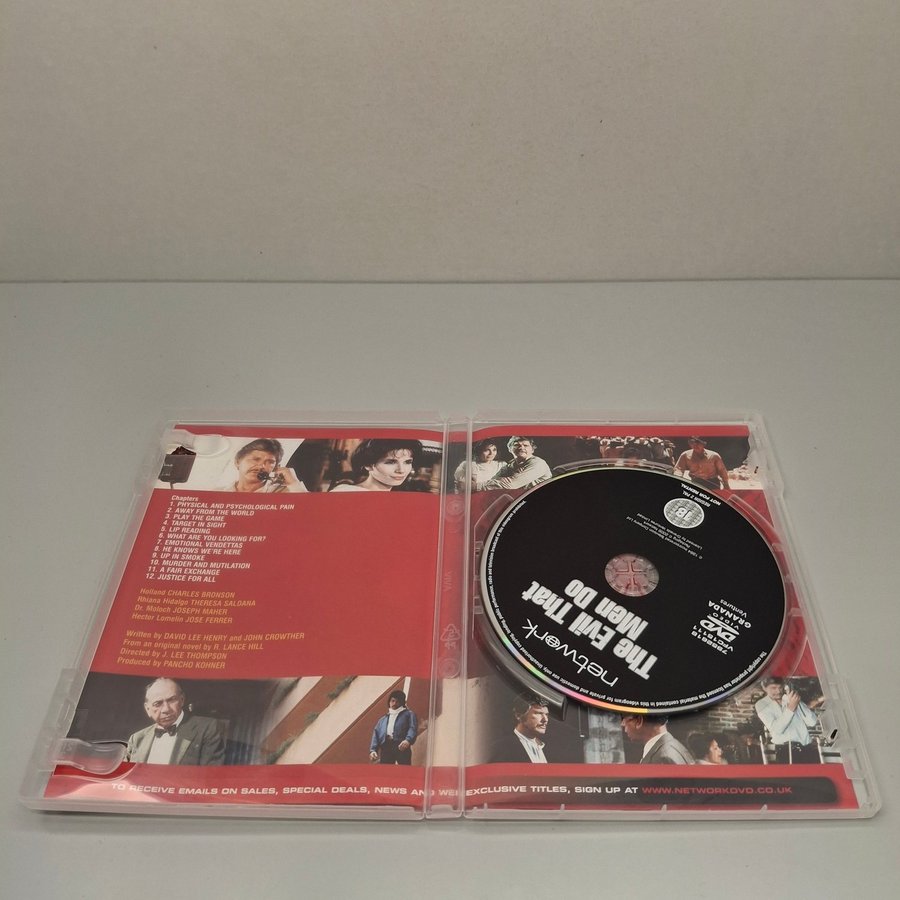 Chapters
1. PHYSICAL AND PSYCHOLOGICAL PAIN
2. AWAY FROM THE WORLD
3. PLAY THE GAME
4. TARGET IN SIGHT
5. LIP READING
6. WHAT ARE YOU LOOKING FOR?
7. EMOTIONAL VENDETTAS
8. HE KNOWS WE'RE HERE
9. UP IN SMOKE
10. MURDER AND MUTILATION
11. A FAIR EXCHANGE
12. JUSTICE FOR ALL
Holland CHARLES BRONSON
Rhiana Hidalgo THERESA SALDANA
Dr. Moloch JOSEPH MAHER
Hector Lomelin JOSE FERRER
Written by DAVID LEE HENRY and JOHN CROWTHER
From an original novel by R. LANCE HILL
Directed by J. LEE THOMPSON
Produced by PANCHO KOHNER
TO RECEIVE EMAILS ON SALES, SPECIAL DEALS, NEWS AND WEB EXCLUSIVE TITLES, SIGN UP AT WWW.NETWORKDVD.CO.UK
network
The Evil That
Men Do
DVD
VIDEO
GRANADA
Ventures
18
NOT FOR RENTAL